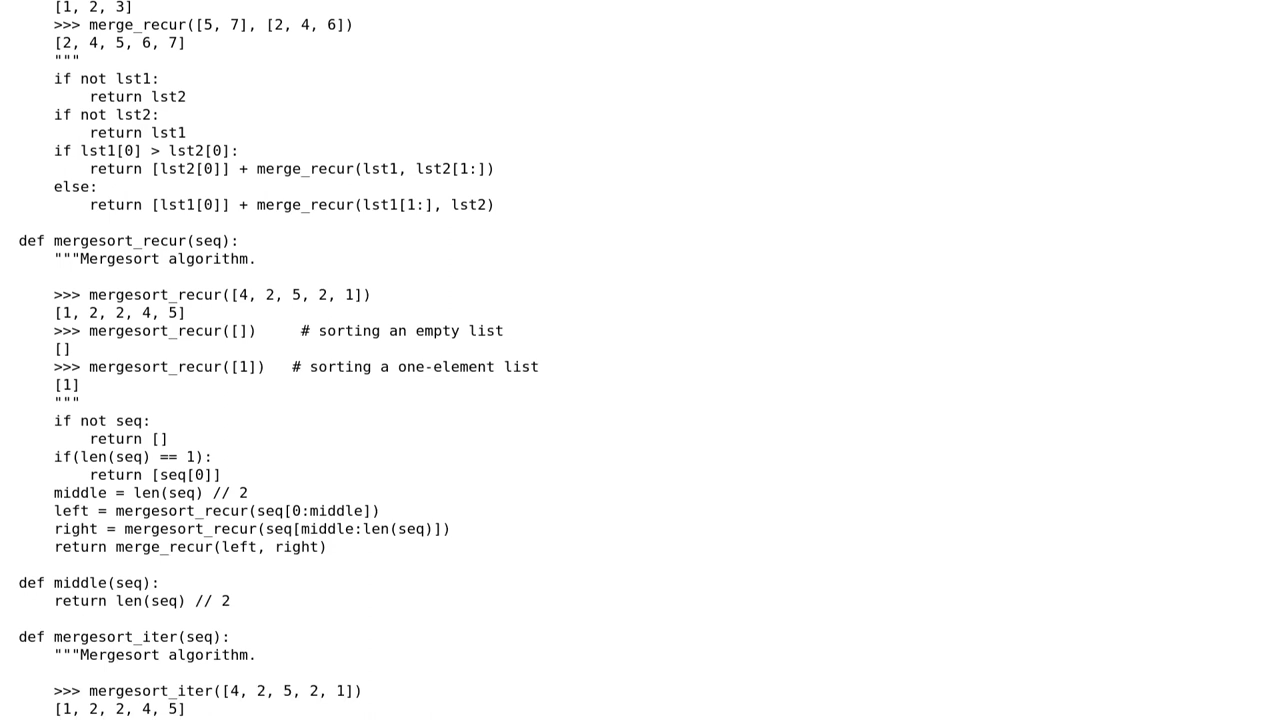 [1, 2, 3]
    >>> merge_recur([5, 7], [2, 4, 6])
    [2, 4, 5, 6, 7]
    """
    if not lst1:
        return lst2
    if not lst2:
        return lst1
    if lst1[0] > lst2[0]:
        return [lst2[0]] + merge_recur(lst1, lst2[1:])
    else:
        return [lst1[0]] + merge_recur(lst1[1:], lst2)

def mergesort_recur(seq):
    """Mergesort algorithm.

    >>> mergesort_recur([4, 2, 5, 2, 1])
    [1, 2, 2, 4, 5]
    >>> mergesort_recur([])     # sorting an empty list
    []
    >>> mergesort_recur([1])   # sorting a one-element list
    [1]
    """
    if not seq:
        return []
    if(len(seq) == 1):
        return [seq[0]]
    middle = len(seq) // 2
    left = mergesort_recur(seq[0:middle])
    right = mergesort_recur(seq[middle:len(seq)])
    return merge_recur(left, right)

def middle(seq):
    return len(seq) // 2

def mergesort_iter(seq):
    """Mergesort algorithm.

    >>> mergesort_iter([4, 2, 5, 2, 1])
    [1, 2, 2, 4, 5]